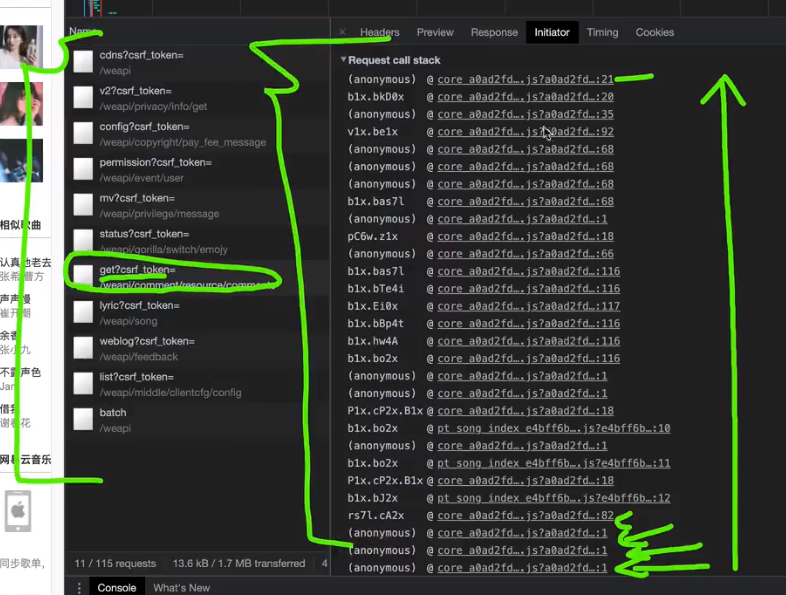 Name
cdns?csrf_token=
/weapi
v2?csrf_token=
/weapi/privacy/info/get
config?csrf_token=
/weapi/copyright/pay_fee_message
permission?csrf_token=
/weapi/event/user
mv?csrf_token=
/weapi/privilege/message
status?csrf_token=
/weapi/gorilla/switch/emojy
get?csrf_token=
/weapi/comment/resource/comments
lyric?csrf_token=
/weapi/song
weblog?csrf_token=
/weapi/feedback
list?csrf_token=
/weapi/middle/clientcfg/config
batch
/weapi
11 / 115 requests 13.6 kB / 1.7 MB transferred 4
× Headers Preview Response Initiator Timing Cookies
Request call stack
(anonymous) @ core_a0ad2fd….js?a0ad2fd…:21
b1x.bkD0x @ core_a0ad2fd….js?a0ad2fd…:20
(anonymous) @ core_a0ad2fd….js?a0ad2fd…:35
v1x.be1x @ core_a0ad2fd….js?a0ad2fd…:92
(anonymous) @ core_a0ad2fd….js?a0ad2fd…:68
(anonymous) @ core_a0ad2fd….js?a0ad2fd…:68
(anonymous) @ core_a0ad2fd….js?a0ad2fd…:68
b1x.bas7l @ core_a0ad2fd….js?a0ad2fd…:68
(anonymous) @ core_a0ad2fd….js?a0ad2fd…:1
pC6w.z1x @ core_a0ad2fd….js?a0ad2fd…:18
(anonymous) @ core_a0ad2fd….js?a0ad2fd…:66
b1x.bas7l @ core_a0ad2fd….js?a0ad2fd…:116
b1x.bTe4i @ core_a0ad2fd….js?a0ad2fd…:116
b1x.Ei0x @ core_a0ad2fd….js?a0ad2fd…:117
b1x.bBp4t @ core_a0ad2fd….js?a0ad2fd…:116
b1x.hw4A @ core_a0ad2fd….js?a0ad2fd…:116
b1x.bo2x @ core_a0ad2fd….js?a0ad2fd…:116
(anonymous) @ core_a0ad2fd….js?a0ad2fd…:1
(anonymous) @ core_a0ad2fd….js?a0ad2fd…:1
P1x.cP2x.B1x @ core_a0ad2fd….js?a0ad2fd…:18
b1x.bo2x @ pt_song_index_e4bff6b….js?e4bff6b…:10
(anonymous) @ core_a0ad2fd….js?a0ad2fd…:1
b1x.bo2x @ pt_song_index_e4bff6b….js?e4bff6b…:11
P1x.cP2x.B1x @ core_a0ad2fd….js?a0ad2fd…:18
b1x.bJ2x @ pt_song_index_e4bff6b….js?e4bff6b…:12
rs7l.cA2x @ core_a0ad2fd….js?a0ad2fd…:82
(anonymous) @ core_a0ad2fd….js?a0ad2fd…:1
(anonymous) @ core_a0ad2fd….js?a0ad2fd…:1
(anonymous) @ core_a0ad2fd….js?a0ad2fd…:1
Console What's New
相似歌曲
认真地老去
张希 曹方
声声慢
崔开潮
余香
张小九
不露声色
Jam
借我
谢春花
网易云音乐
同步歌单,